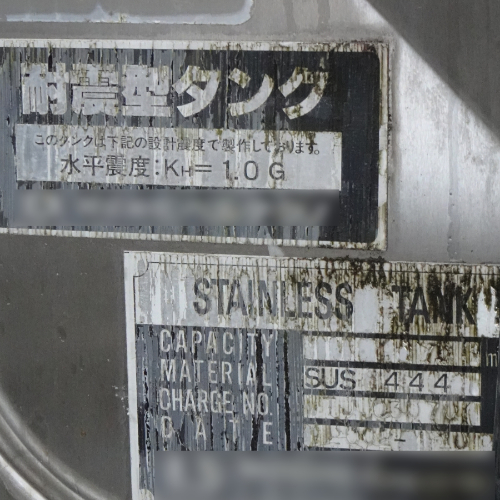 耐震型タンク
このタンクは下記の設計震度で製作しております。
水平震度:KH=1.0G
STAINLESS TANK
CAPACITY
MATERIAL SUS 444
CHARGE NO.
DATE